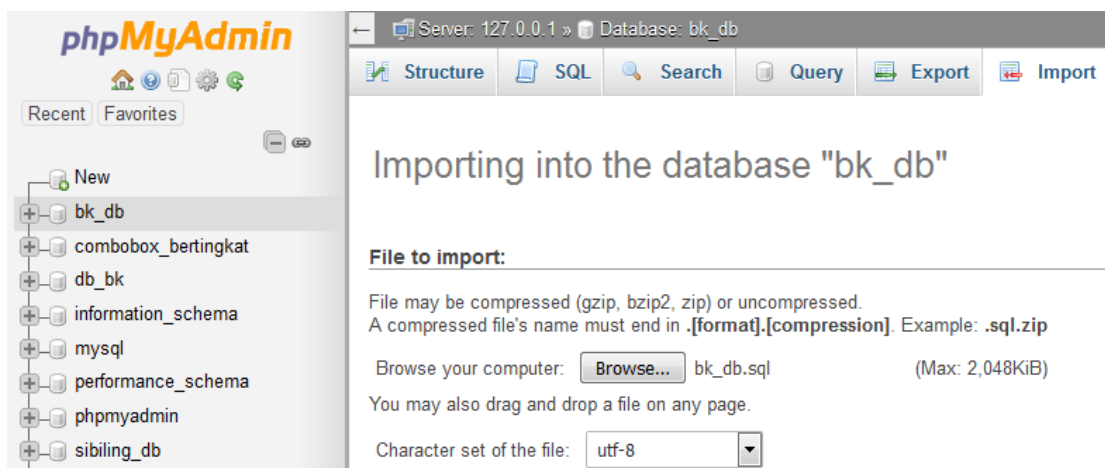 phpMyAdmin
Recent Favorites
New
bk_db
combobox_bertingkat
db_bk
information_schema
mysql
performance_schema
phpmyadmin
sibiling_db
Server: 127.0.0.1 » Database: bk_db
Structure SQL Search Query Export Import
Importing into the database "bk_db"
File to import:
File may be compressed (gzip, bzip2, zip) or uncompressed.
A compressed file's name must end in .[format].[compression]. Example: .sql.zip
Browse your computer: Browse... bk_db.sql (Max: 2,048KiB)
You may also drag and drop a file on any page.
Character set of the file: utf-8